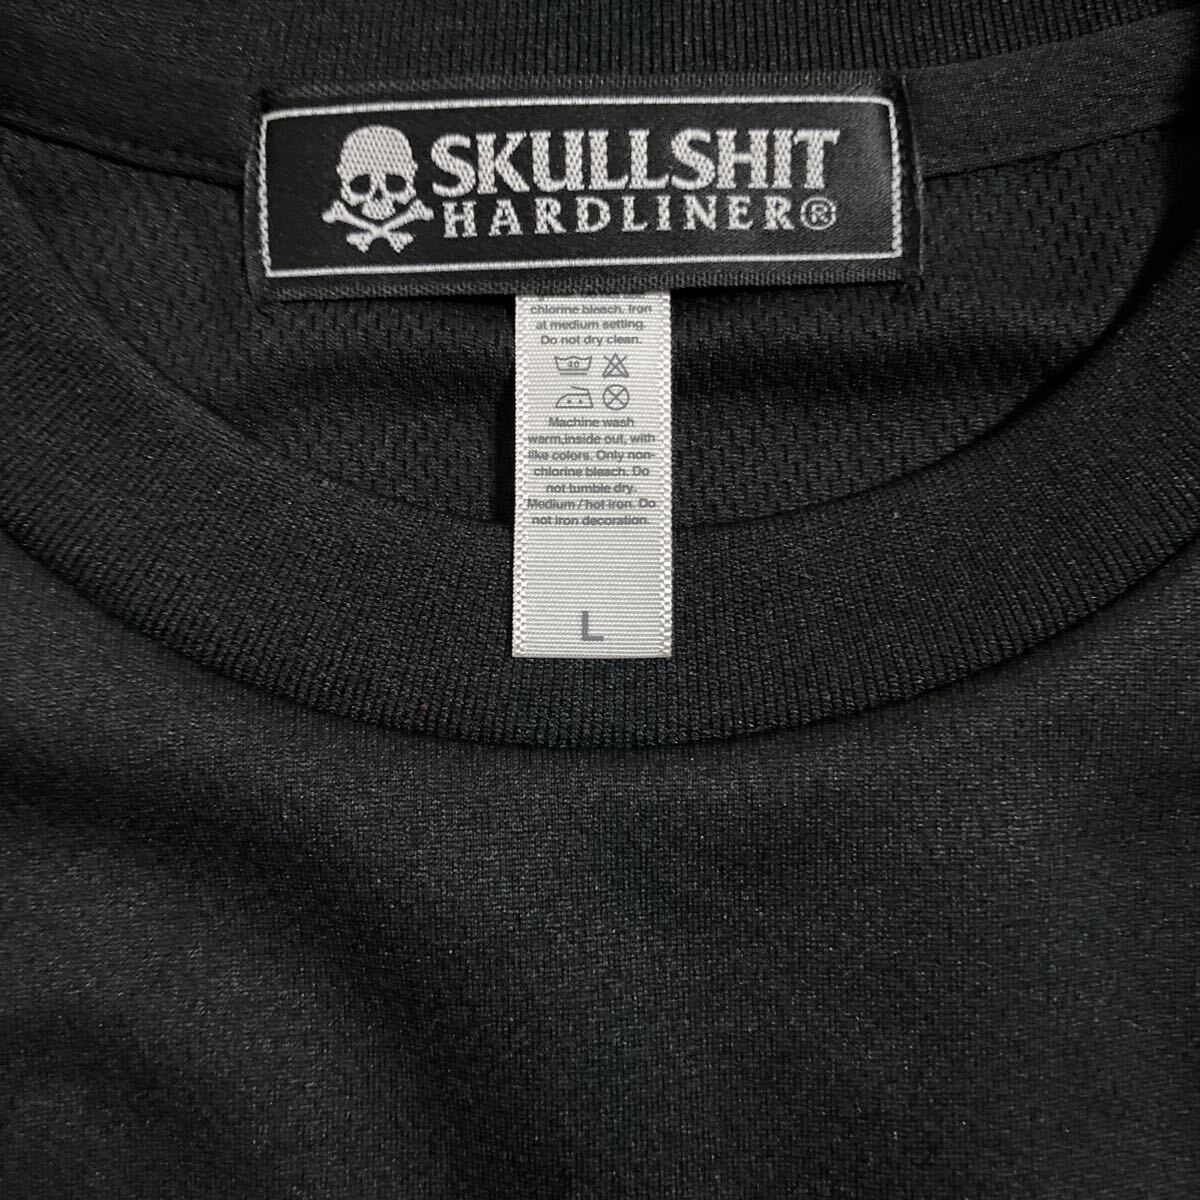 SKULLSHIT
HARDLINER®
chlorine bleach. Iron
at medium setting.
Do not dry clean.
40
Machine wash
warm,inside out, with
like colors. Only non-
chlorine bleach. Do
not tumble dry.
Medium / hot iron. Do
not iron decoration.
L